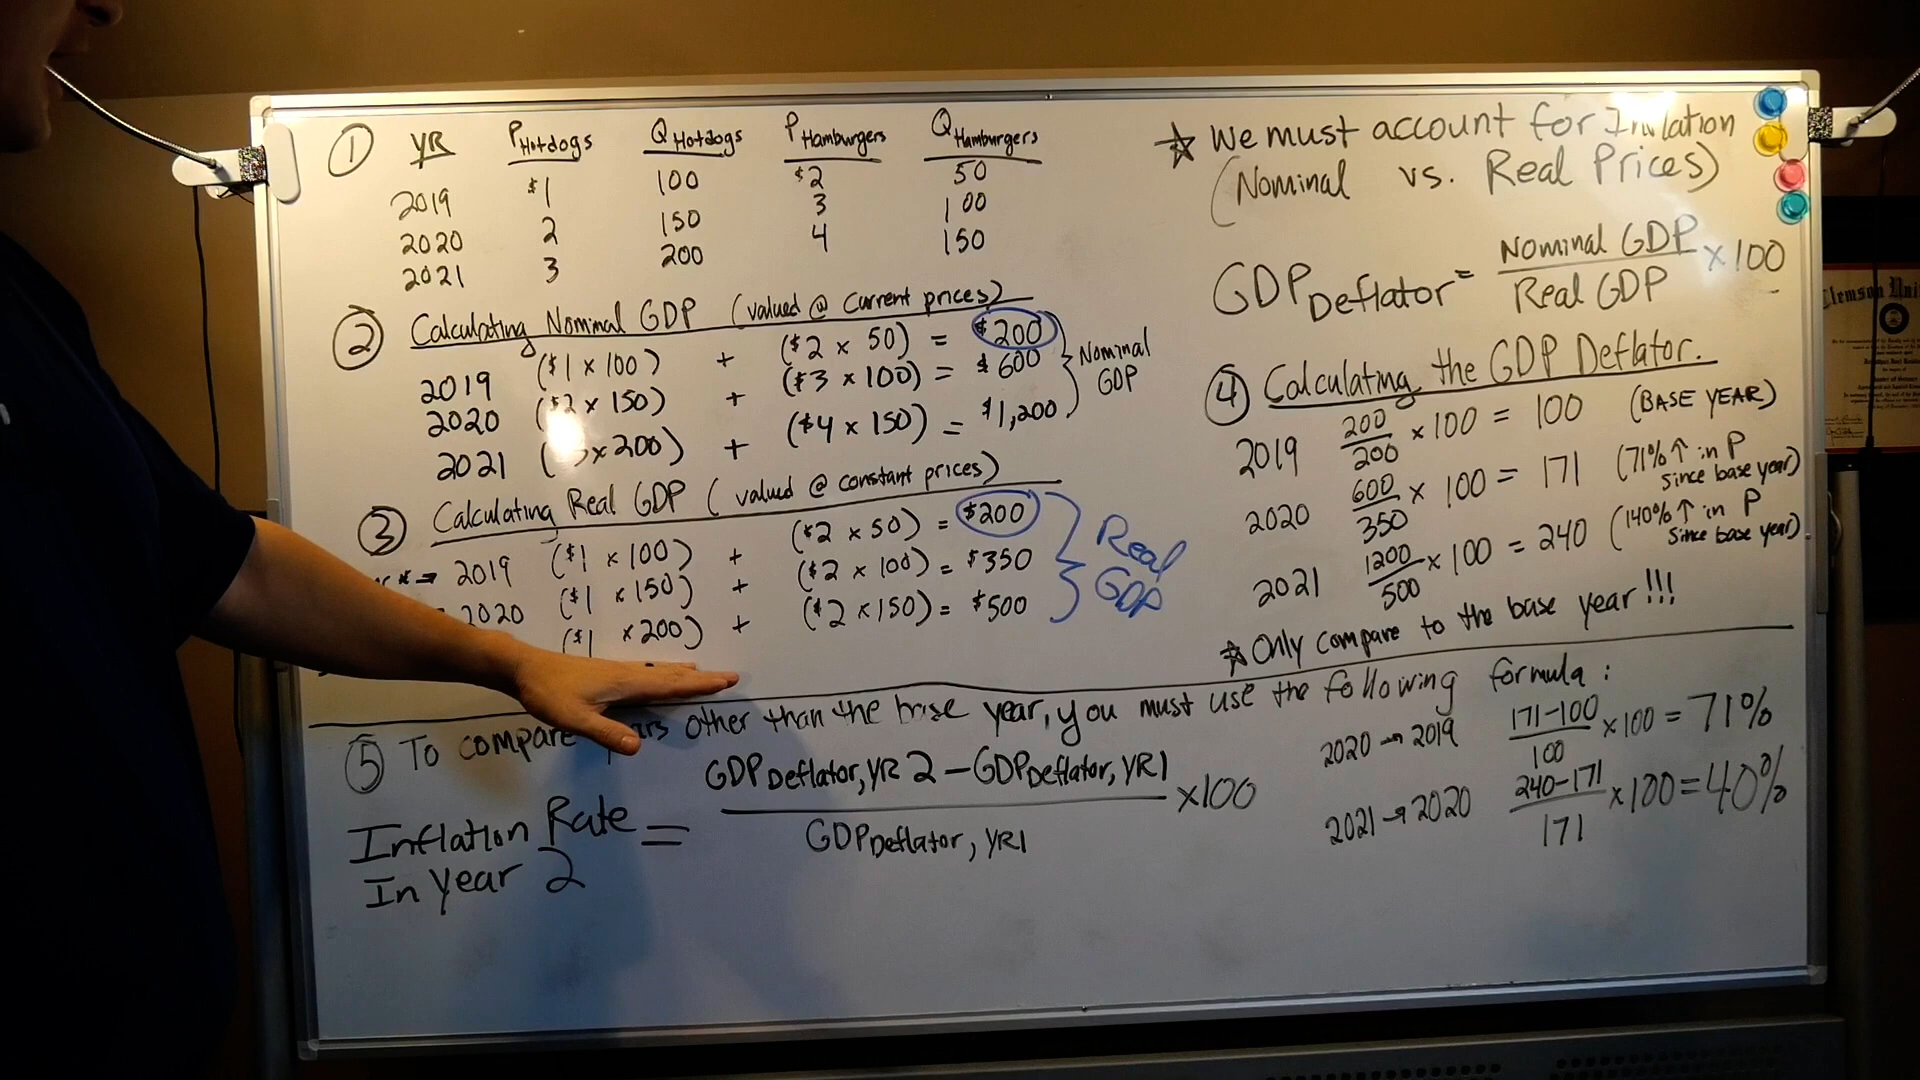 ① YR P Hotdogs Q Hotdogs P Hamburgers Q Hamburgers
2019 $1 100 $2 50
2020 2 150 3 100
2021 3 200 4 150
② Calculating Nominal GDP (valued @ current prices)
2019 ($1 x 100) + ($2 x 50) = $200
2020 ($2 x 150) + ($3 x 100) = $600
2021 ( x 200) + ($4 x 150) = $1,200
Nominal
GDP
③ Calculating Real GDP (valued @ constant prices)
2019 ($1 x 100) + ($2 x 50) = $200
2020 ($1 x 150) + ($2 x 100) = $350
($1 x 200) + ($2 x 150) = $500
Real
GDP
☆ We must account for Inflation
(Nominal vs. Real Prices)
GDP Deflator = Nominal GDP / Real GDP x 100
④ Calculating the GDP Deflator.
2019 200/200 x 100 = 100 (BASE YEAR)
2020 600/350 x 100 = 171 (71% ↑ in P
since base year)
2021 1200/500 x 100 = 240 (140% ↑ in P
since base year)
☆ Only compare to the base year!!!
⑤ To compare other than the base year, you must use the following formula:
Inflation Rate
In Year 2
= GDP Deflator, YR 2 - GDP Deflator, YR 1 / GDP Deflator, YR 1 x 100
2020 → 2019 171-100/100 x 100 = 71%
2021 → 2020 240-171/171 x 100 = 40%